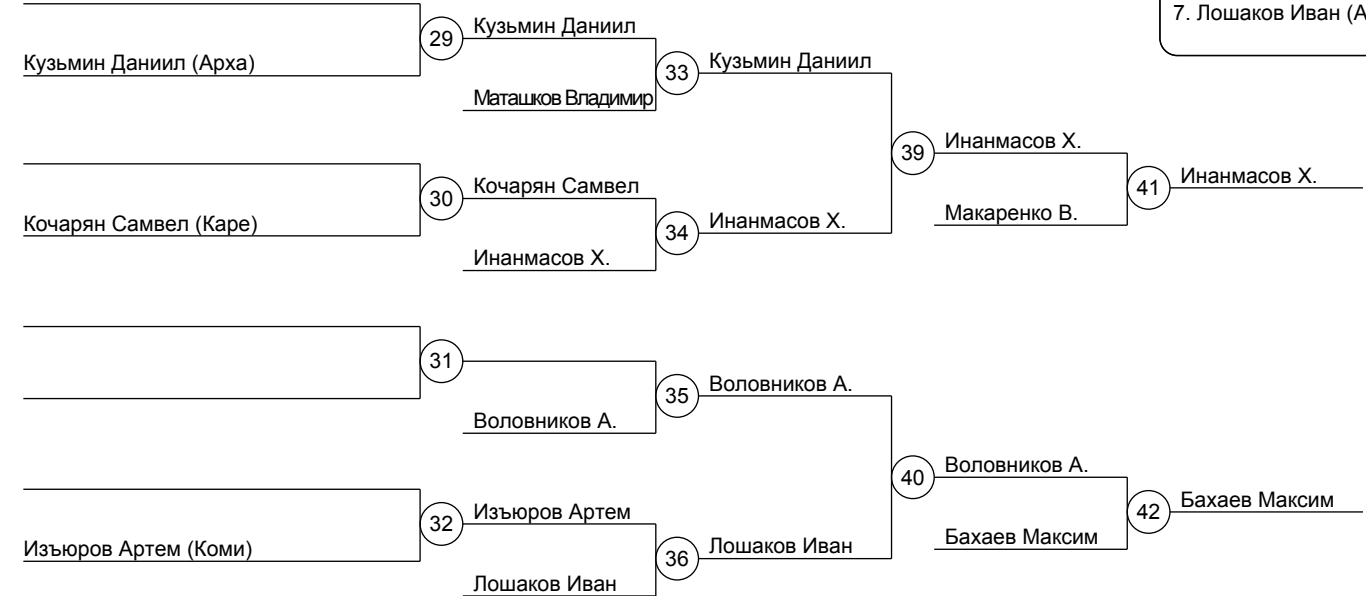 7. Лошаков Иван (А
29
Кузьмин Даниил
Кузьмин Даниил (Арха)
33
Кузьмин Даниил
Маташков Владимир
39
Инанмасов Х.
30
Кочарян Самвел
41
Инанмасов Х.
Кочарян Самвел (Каре)
34
Инанмасов Х.
Макаренко В.
Инанмасов Х.
31
35
Воловников А.
Воловников А.
40
Воловников А.
32
Изъюров Артем
42
Бахаев Максим
Изъюров Артем (Коми)
36
Лошаков Иван
Бахаев Максим
Лошаков Иван